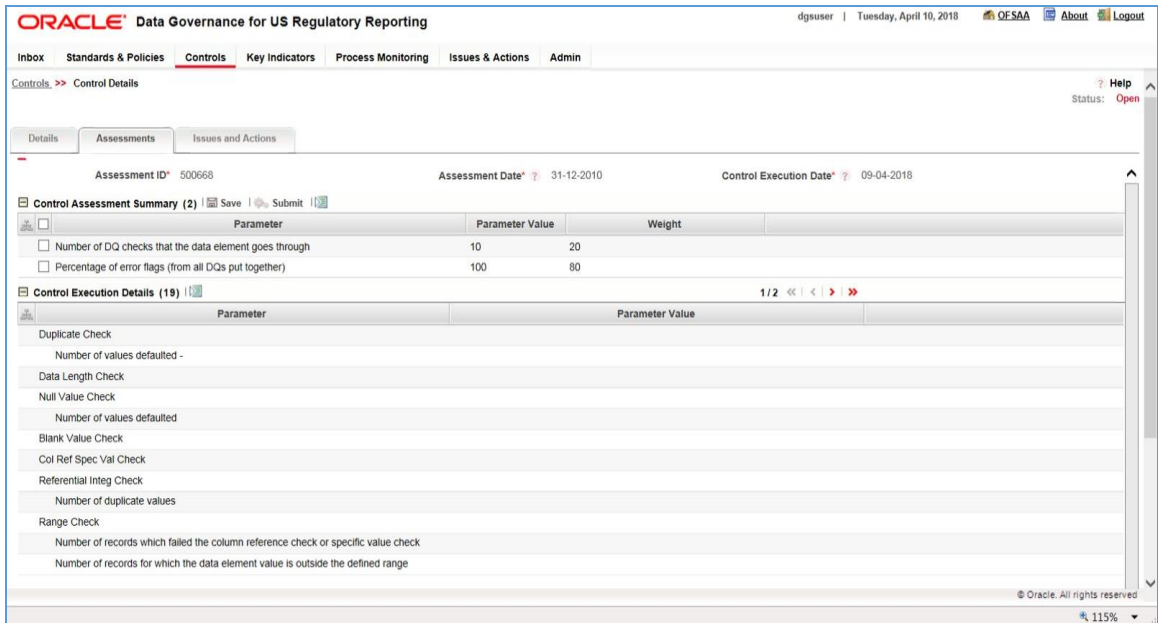 ORACLE® Data Governance for US Regulatory Reporting dgsuser | Tuesday, April 10, 2018 OFSAA About Logout
Inbox Standards & Policies Controls Key Indicators Process Monitoring Issues & Actions Admin
Controls >> Control Details ? Help
Status: Open
Details Assessments Issues and Actions
Assessment ID* 500668 Assessment Date* ? 31-12-2010 Control Execution Date* ? 09-04-2018
Control Assessment Summary (2) | Save | Submit |
Parameter Parameter Value Weight
Number of DQ checks that the data element goes through 10 20
Percentage of error flags (from all DQs put together) 100 80
Control Execution Details (19) | 1/2 « | < | > | »
Parameter Parameter Value
Duplicate Check
Number of values defaulted -
Data Length Check
Null Value Check
Number of values defaulted
Blank Value Check
Col Ref Spec Val Check
Referential Integ Check
Number of duplicate values
Range Check
Number of records which failed the column reference check or specific value check
Number of records for which the data element value is outside the defined range
© Oracle. All rights reserved
115%